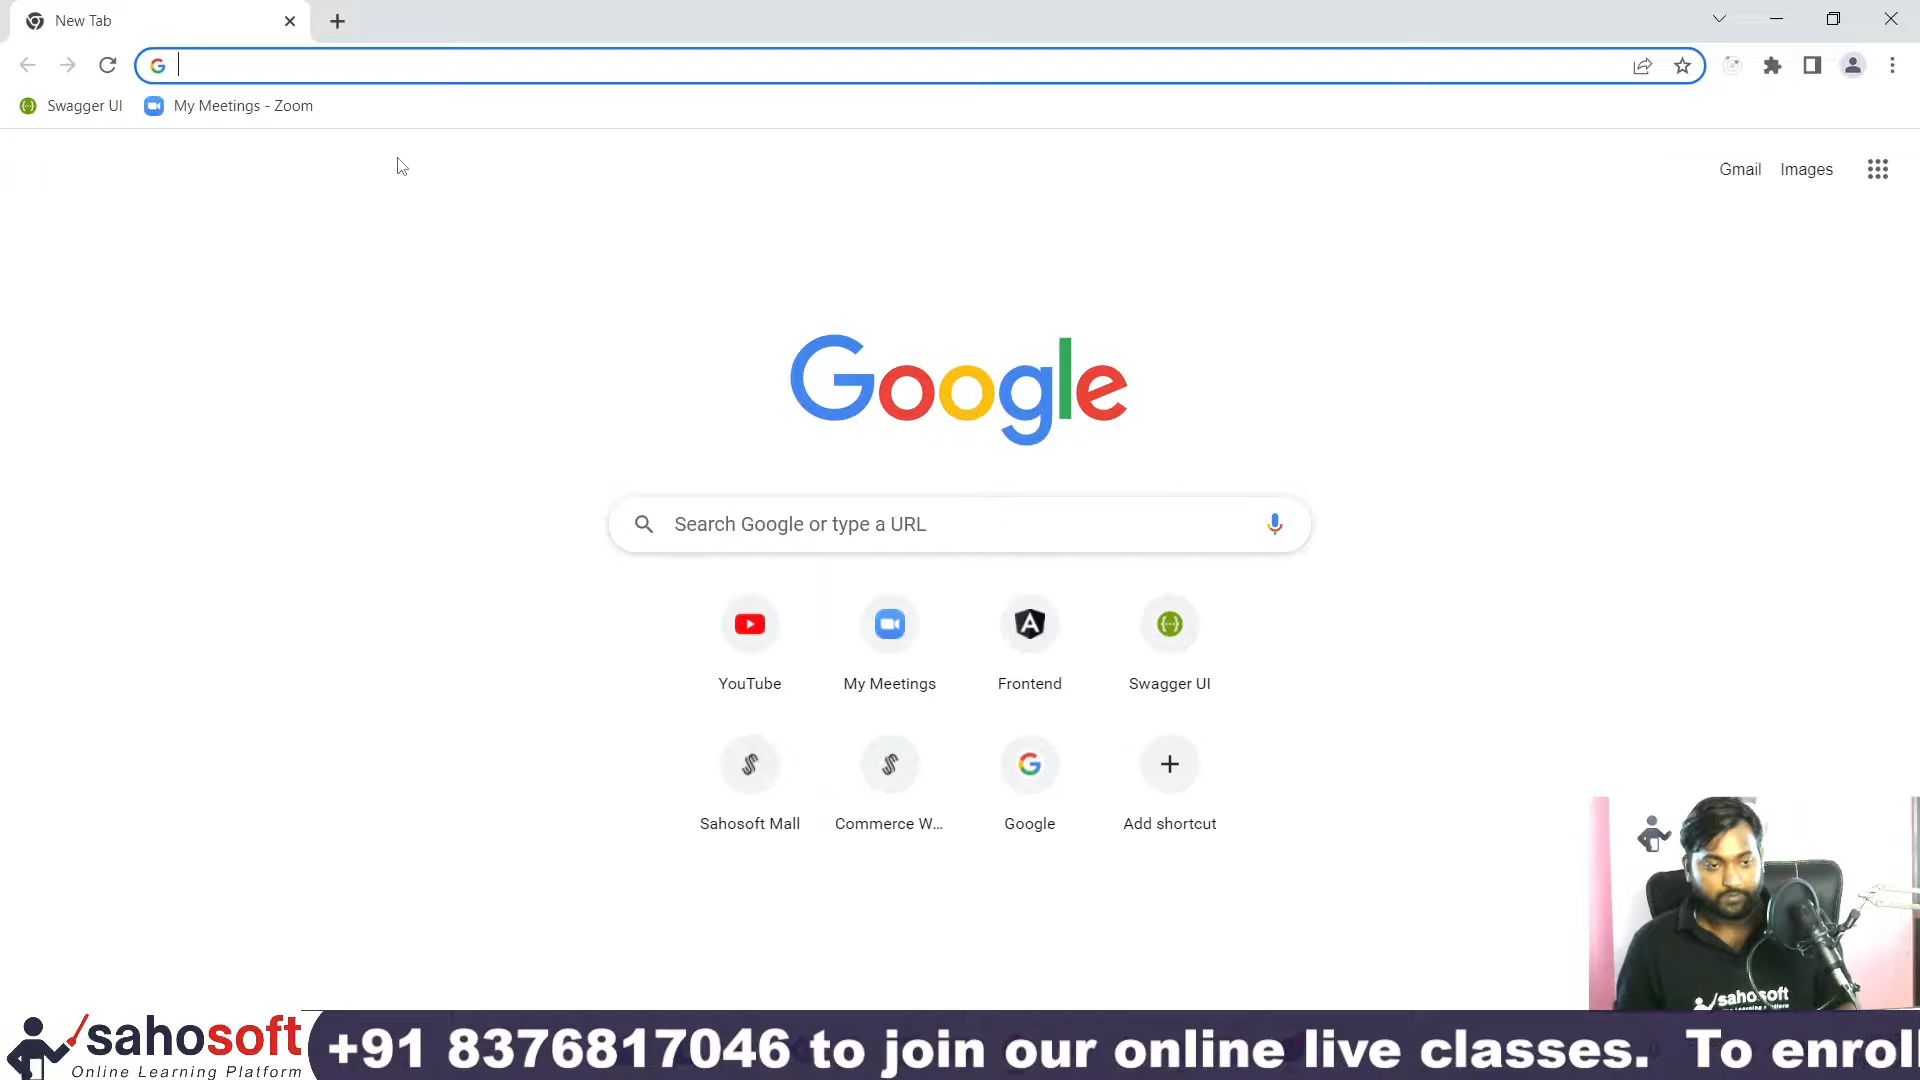 New Tab
Swagger UI
My Meetings - Zoom
Gmail
Images
Google
Search Google or type a URL
YouTube
My Meetings
Frontend
Swagger UI
Sahosoft Mall
Commerce W...
Google
Add shortcut
sahosoft
sahosoft
Online Learning Platform
+91 8376817046 to join our online live classes. To enroll